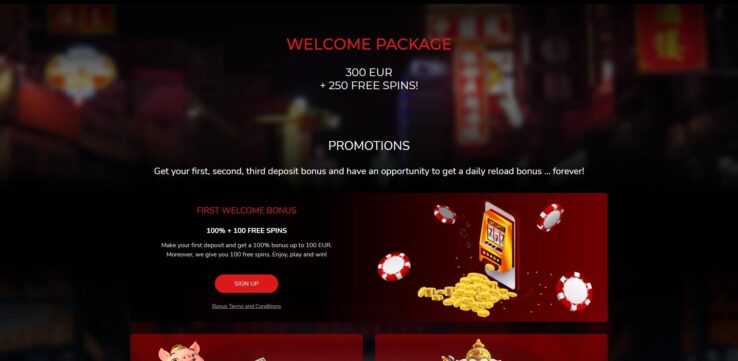 WELCOME PACKAGE
300 EUR
+ 250 FREE SPINS!
PROMOTIONS
Get your first, second, third deposit bonus and have an opportunity to get a daily reload bonus ... forever!
FIRST WELCOME BONUS
100% + 100 FREE SPINS
Make your first deposit and get a 100% bonus up to 100 EUR.
Moreover, we give you 100 free spins. Enjoy, play and win!
SIGN UP
Bonus Terms and Conditions